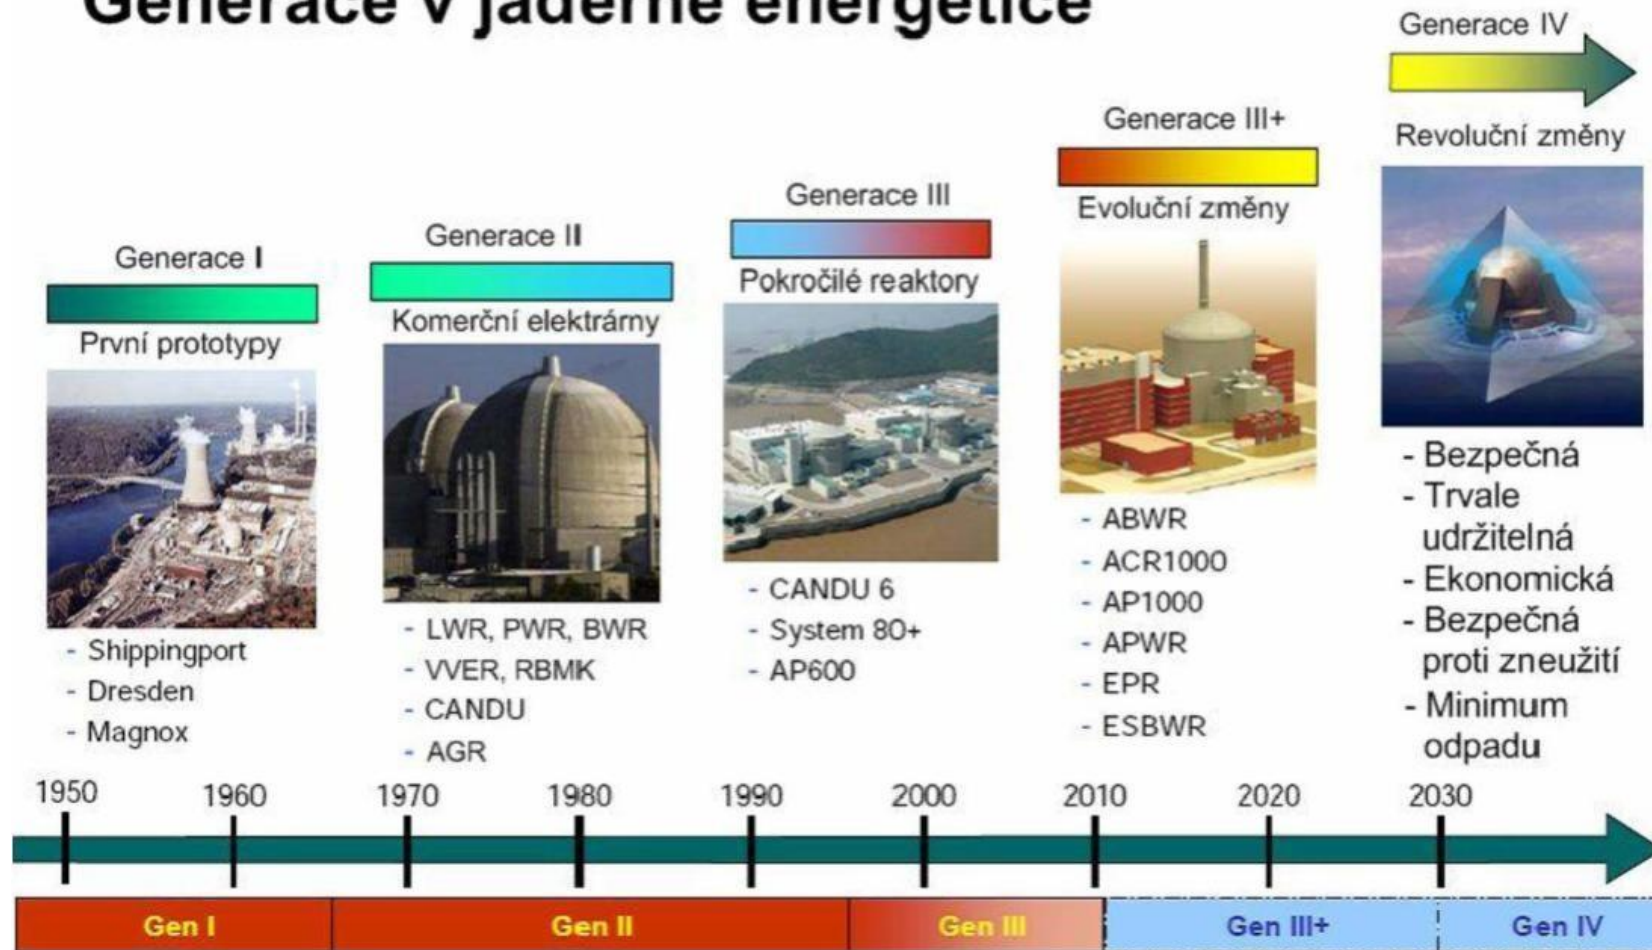 Generace v jaderné energetice
Generace I
První prototypy
- Shippingport
- Dresden
- Magnox
Generace II
Komerční elektrárny
- LWR, PWR, BWR
- VVER, RBMK
- CANDU
- AGR
Generace III
Pokročilé reaktory
- CANDU 6
- System 80+
- AP600
Generace III+
Evoluční změny
- ABWR
- ACR1000
- AP1000
- APWR
- EPR
- ESBWR
Generace IV
Revoluční změny
- Bezpečná
- Trvale
udržitelná
- Ekonomická
- Bezpečná
proti zneužití
- Minimum
odpadu
1950 1960 1970 1980 1990 2000 2010 2020 2030
Gen I Gen II Gen III Gen III+ Gen IV